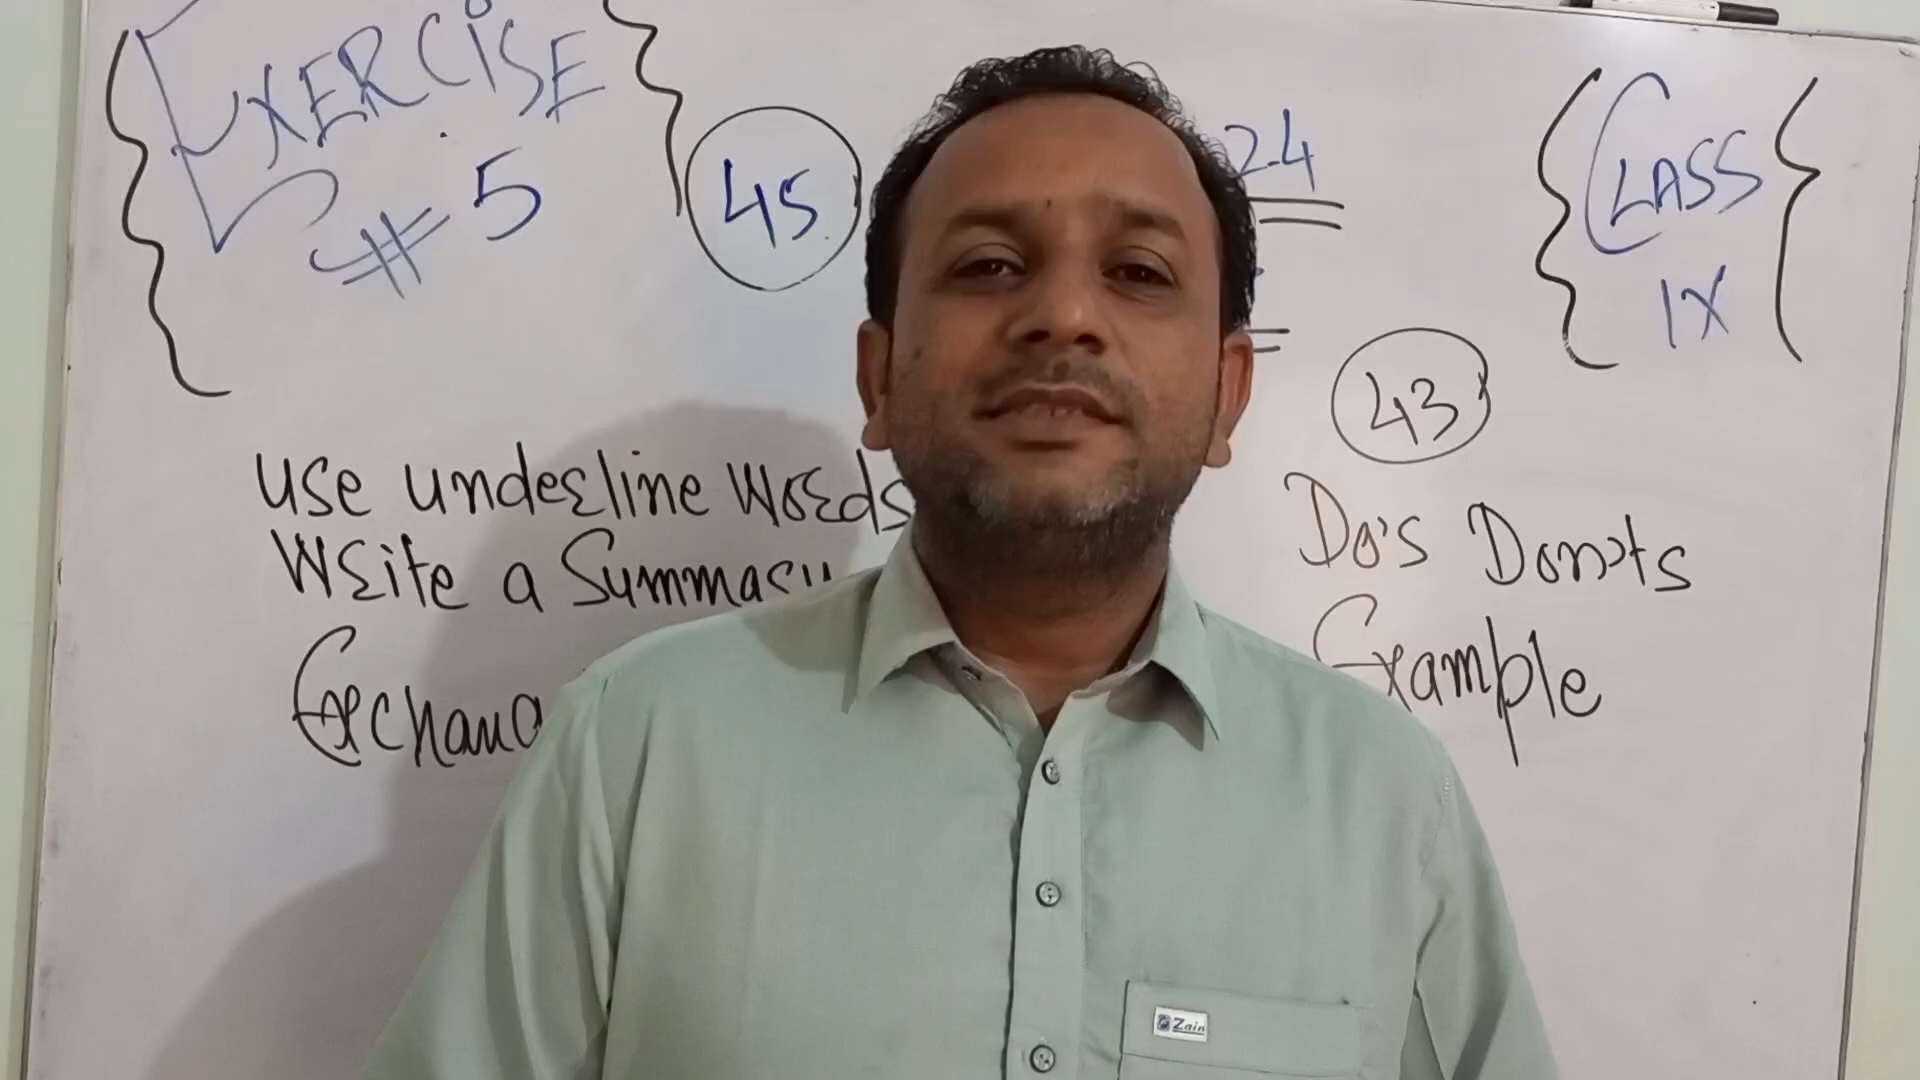 EXERCISE
# 5
45
24
CLASS
IX
43
Use underline words
Write a Summary
Do's Don'ts
Example
Zain